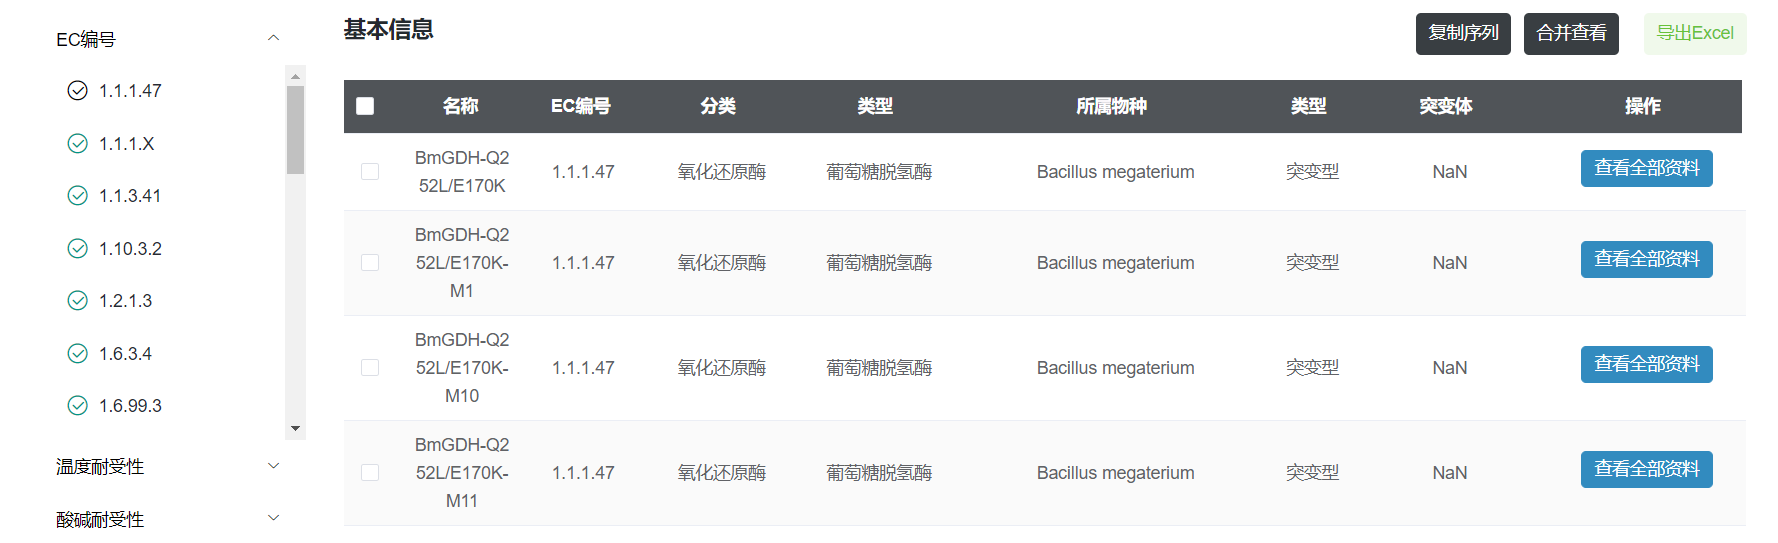 EC编号
1.1.1.47
1.1.1.X
1.1.3.41
1.10.3.2
1.2.1.3
1.6.3.4
1.6.99.3
温度耐受性
酸碱耐受性
基本信息
复制序列 合并查看 导出Excel
名称 EC编号 分类 类型 所属物种 类型 突变体 操作
BmGDH-Q2
52L/E170K
1.1.1.47 氧化还原酶 葡萄糖脱氢酶 Bacillus megaterium 突变型 NaN 查看全部资料
BmGDH-Q2
52L/E170K-
M1
1.1.1.47 氧化还原酶 葡萄糖脱氢酶 Bacillus megaterium 突变型 NaN 查看全部资料
BmGDH-Q2
52L/E170K-
M10
1.1.1.47 氧化还原酶 葡萄糖脱氢酶 Bacillus megaterium 突变型 NaN 查看全部资料
BmGDH-Q2
52L/E170K-
M11
1.1.1.47 氧化还原酶 葡萄糖脱氢酶 Bacillus megaterium 突变型 NaN 查看全部资料